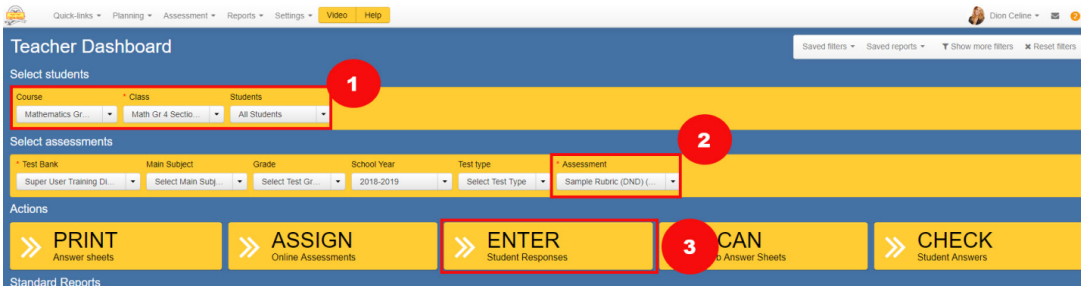 Quick-links Planning Assessment Reports Settings Video Help Dion Celine 2
Teacher Dashboard Saved filters Saved reports Show more filters Reset filters
Select students
1
Course * Class Students
Mathematics Gr... Math Gr 4 Sectio... All Students
Select assessments
2
* Test Bank Main Subject Grade School Year Test type * Assessment
Super User Training Di... Select Main Subj... Select Test Gr... 2018-2019 Select Test Type Sample Rubric (DND) (...
Actions
PRINT ASSIGN ENTER 3 CAN CHECK
Answer sheets Online Assessments Student Responses Answer Sheets Student Answers
Standard Reports